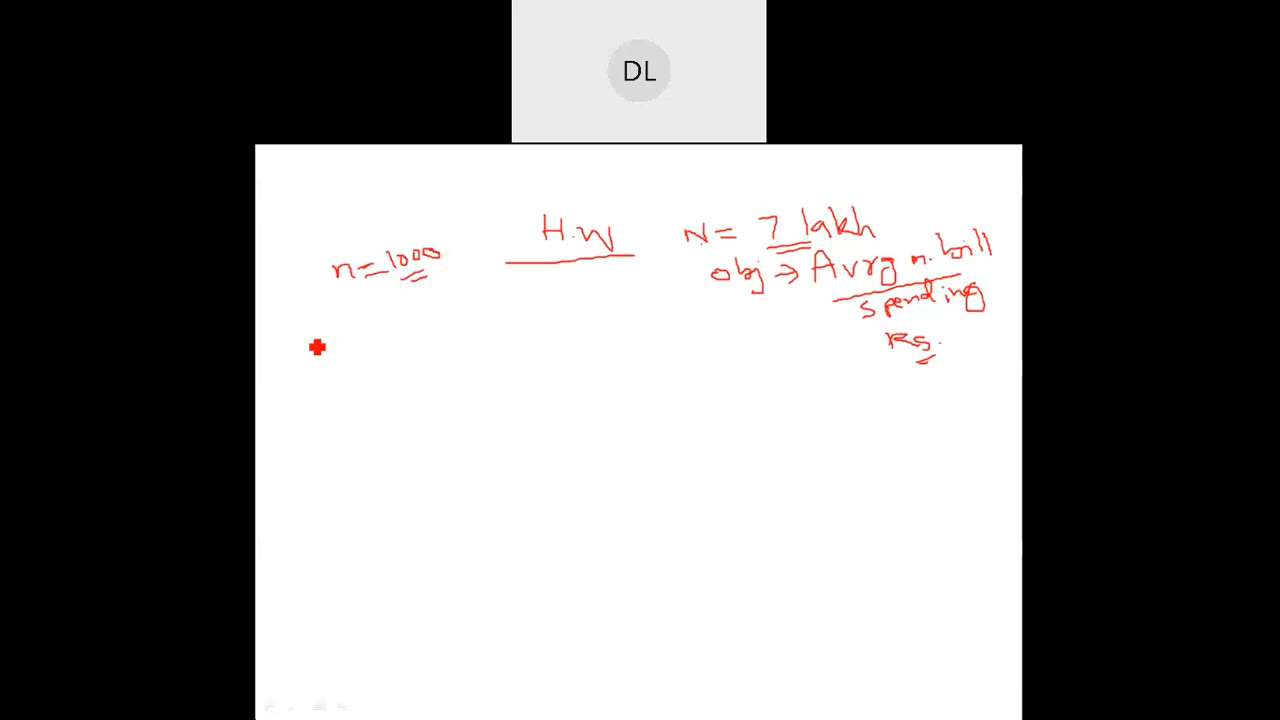 DL
H.W
N = 7 lakh
n = 1000
obj ⇒ Avrg m. bill
spending
Rs.